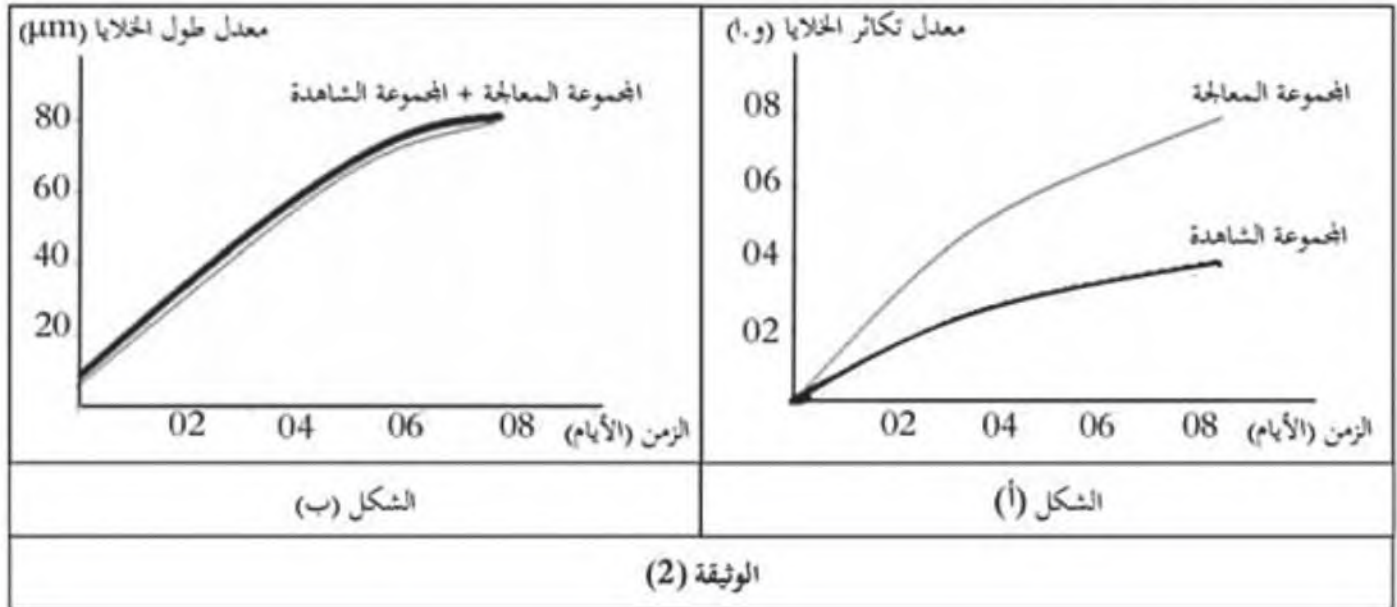 معدل تكاثر الخلايا (و.ا)
المجموعة المعالجة
المجموعة الشاهدة
08
06
04
02
02 04 06 08 الزمن (الأيام)
الشكل (أ)
معدل طول الخلايا (µm)
المجموعة المعالجة + المجموعة الشاهدة
80
60
40
20
02 04 06 08 الزمن (الأيام)
الشكل (ب)
الوثيقة (2)